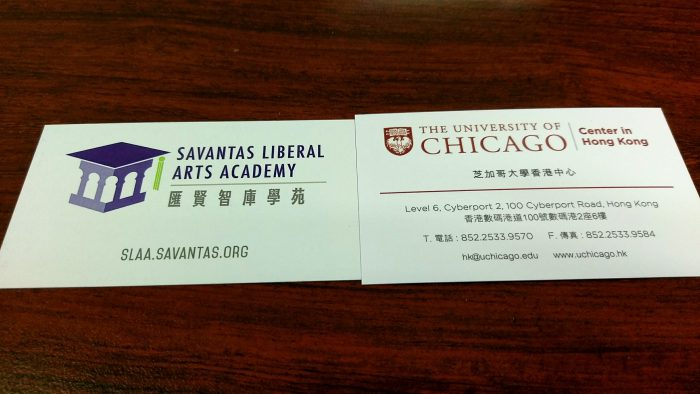 SAVANTAS LIBERAL
ARTS ACADEMY
匯賢智庫學苑
SLAA.SAVANTAS.ORG
THE UNIVERSITY OF
CHICAGO
Center in
Hong Kong
芝加哥大學香港中心
Level 6, Cyberport 2, 100 Cyberport Road, Hong Kong
香港數碼港道100號數碼港2座6樓
T. 電話 : 852.2533.9570 F. 傳真 : 852.2533.9584
hk@uchicago.edu www.uchicago.hk